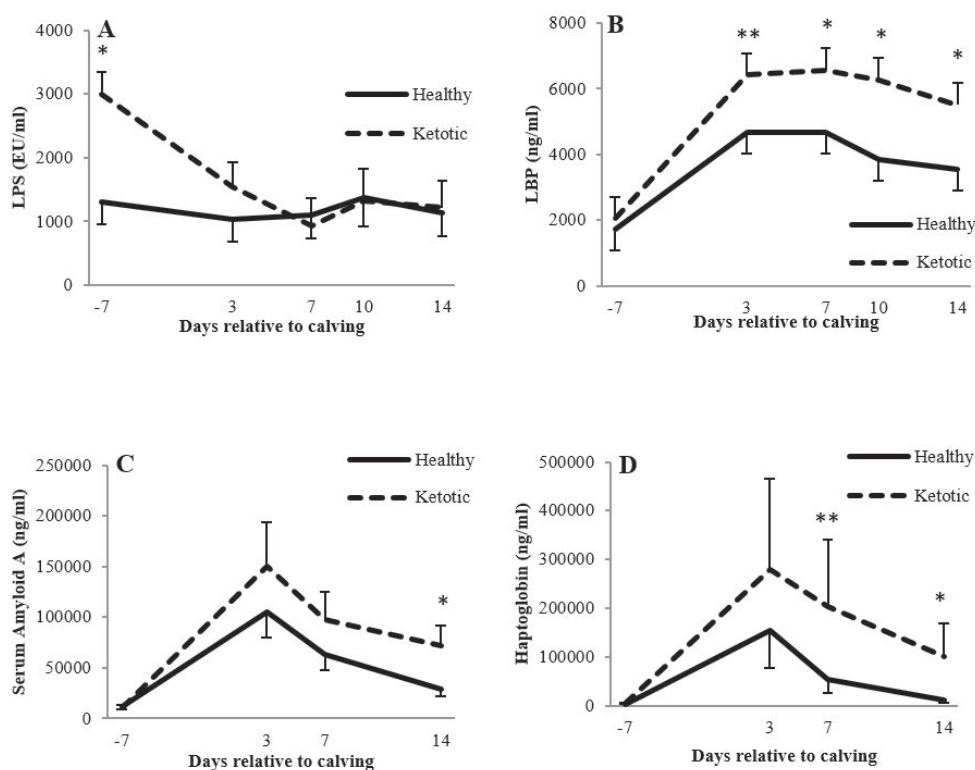 A
4000
3000
2000
1000
0
LPS (EU/ml)
*
Healthy
Ketotic
-7 3 7 10 14
Days relative to calving
B
8000
6000
4000
2000
0
LBP (ng/ml)
** * * *
Healthy
Ketotic
-7 3 7 10 14
Days relative to calving
C
250000
200000
150000
100000
50000
0
Serum Amyloid A (ng/ml)
Healthy
Ketotic
*
-7 3 7 14
Days relative to calving
D
500000
400000
300000
200000
100000
0
Haptoglobin (ng/ml)
Healthy
Ketotic
** *
-7 3 7 14
Days relative to calving